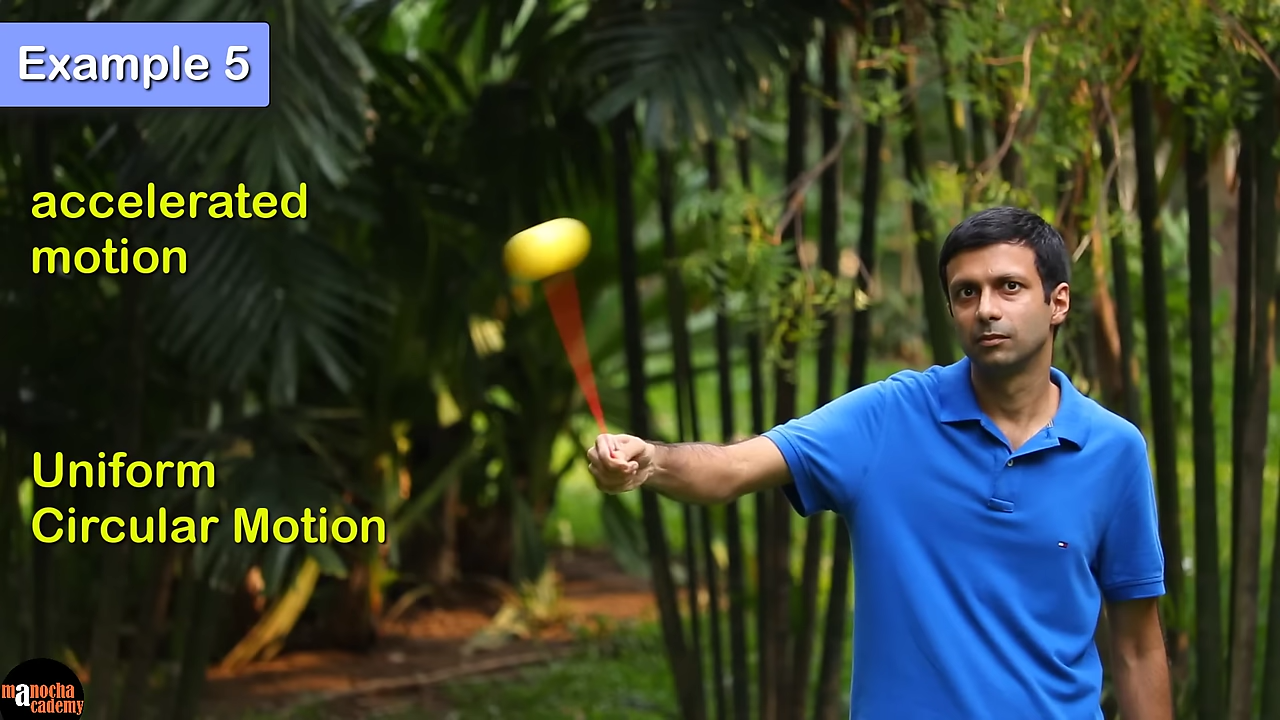 Example 5
accelerated
motion
Uniform
Circular Motion
manocha
academy